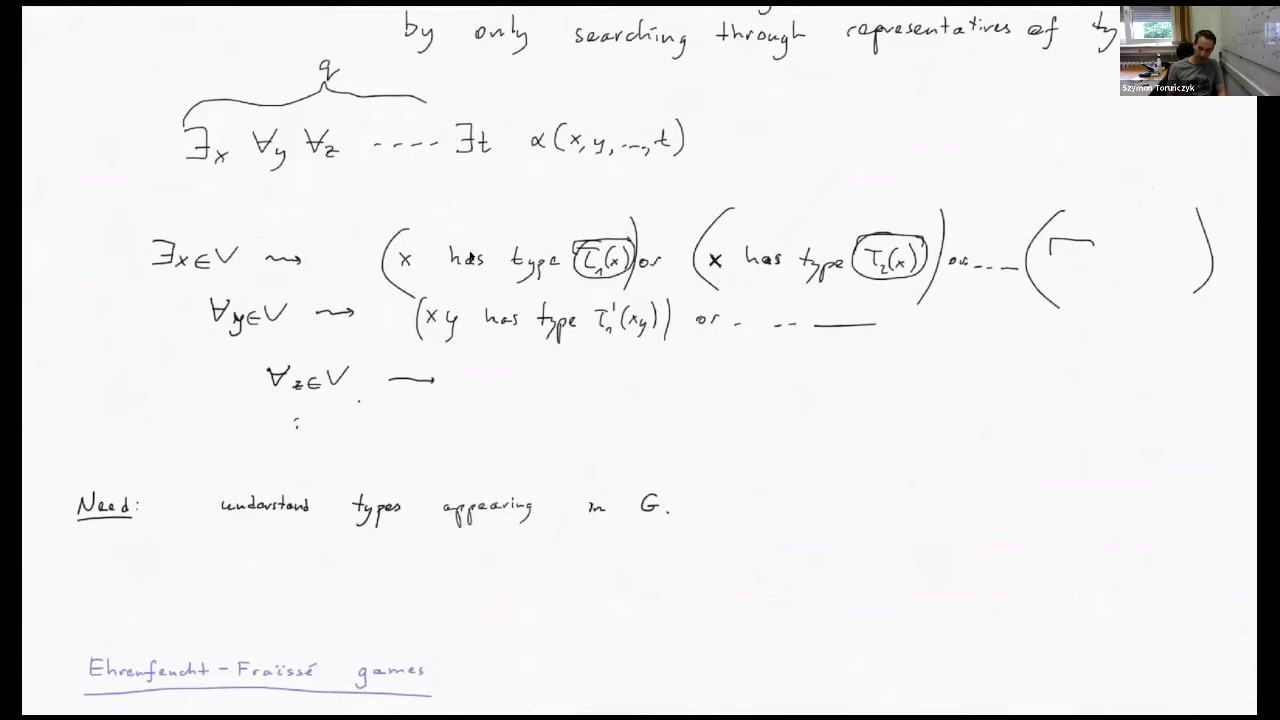 by only searching through representatives of ty
Szymon Toruńczyk
q
∃x ∀y ∀z ---- ∃t α(x,y,...,t)
∃x∈V ⇝ (x has type τ₁(x)) or (x has type τ₂(x)) or ---- ( )
∀y∈V ⇝ (xy has type τ₁'(xy)) or - -- —
∀z∈V →
:
Need: understand types appearing in G.
Ehrenfeucht-Fraïssé games